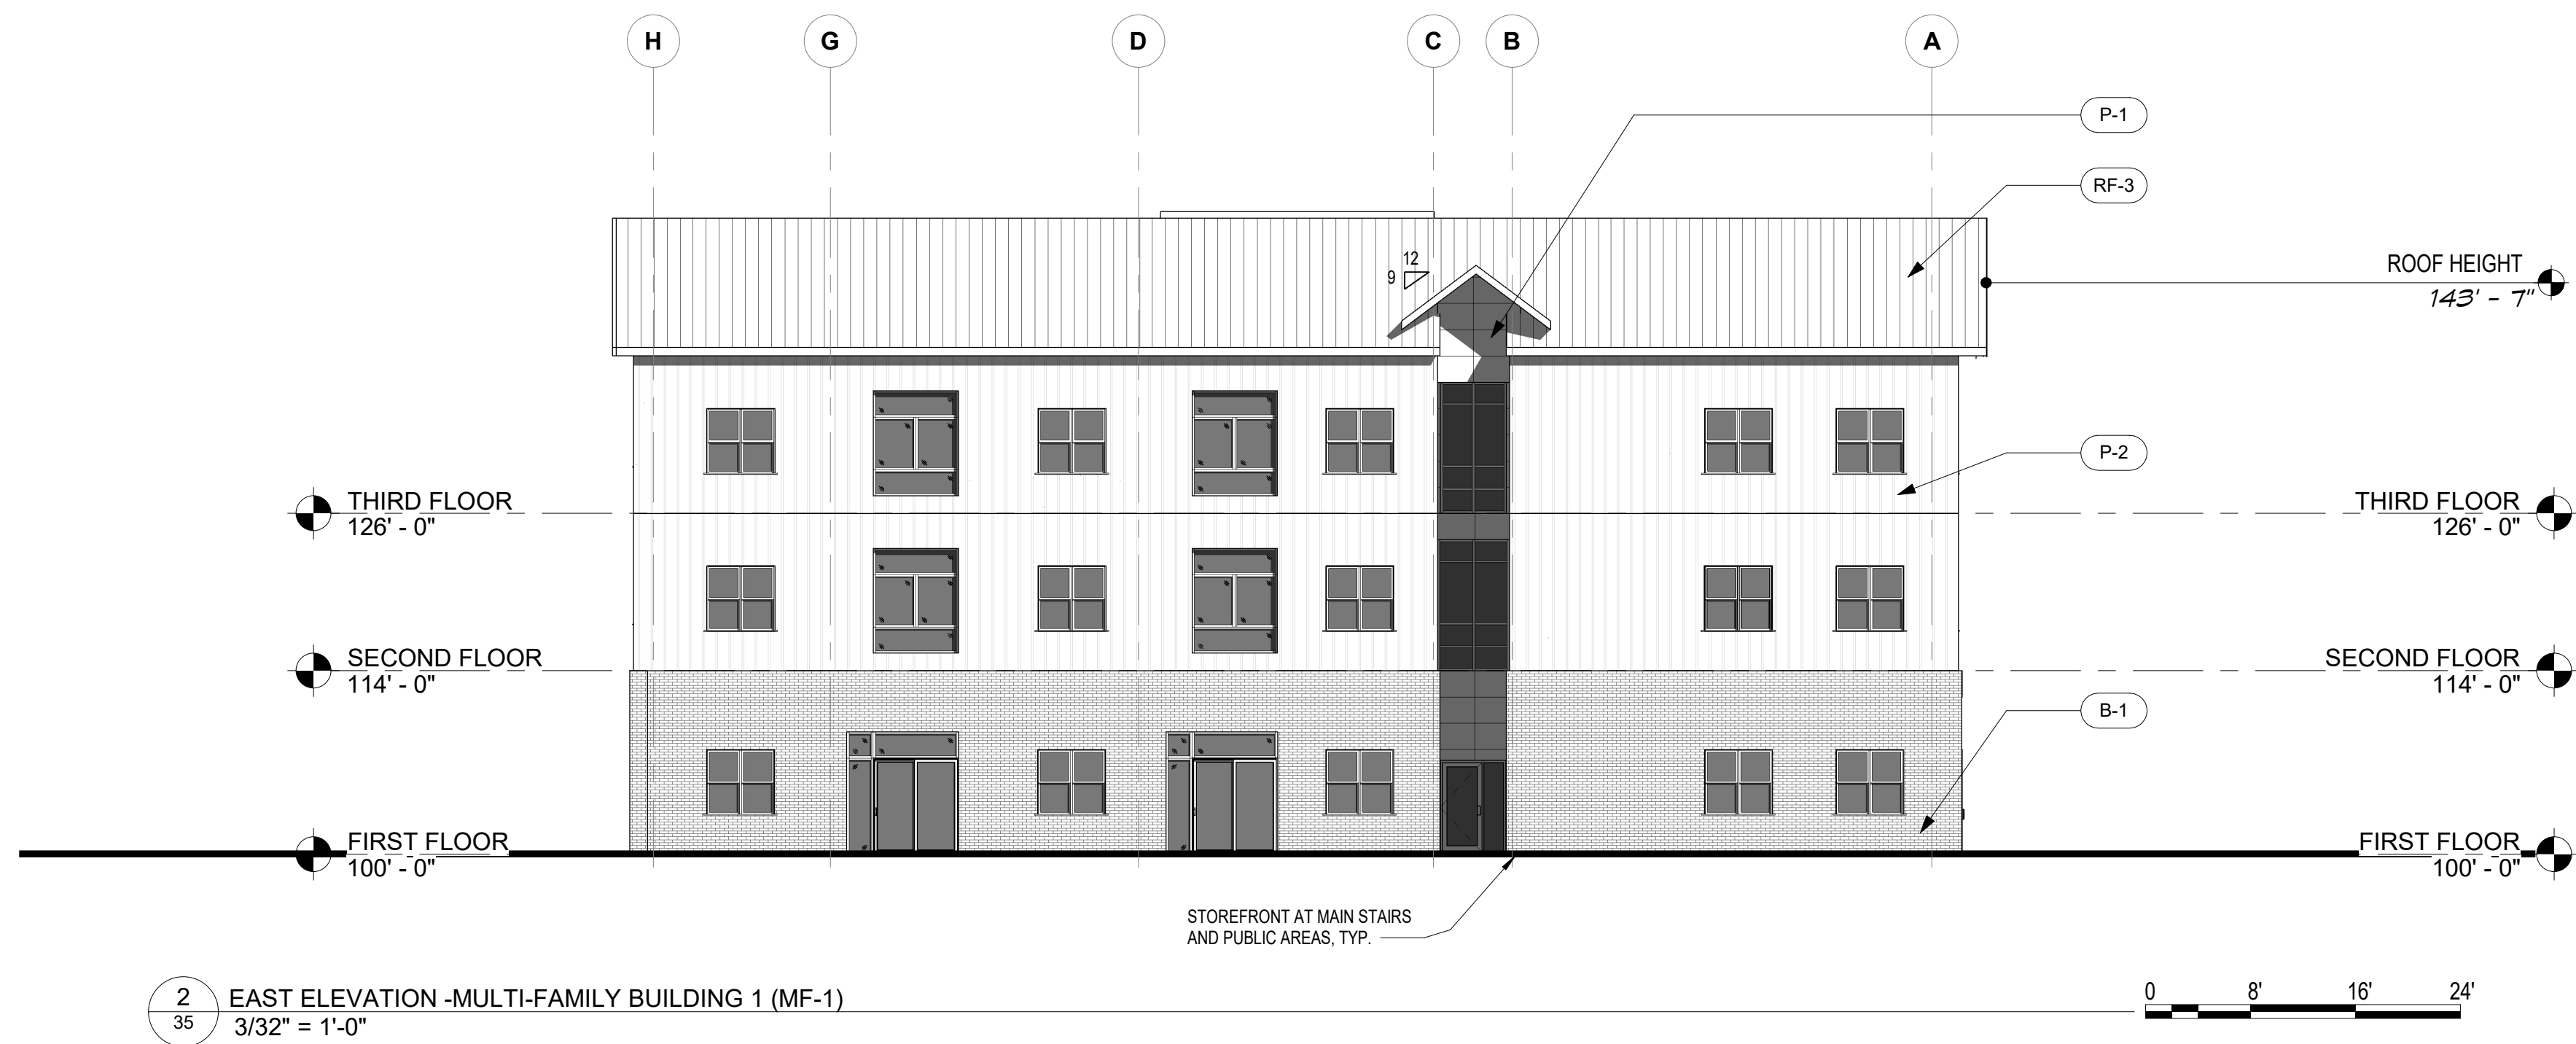 H G D C B A
P-1
RF-3
12
9
ROOF HEIGHT
143' - 7"
P-2
THIRD FLOOR
126' - 0"
THIRD FLOOR
126' - 0"
SECOND FLOOR
114' - 0"
SECOND FLOOR
114' - 0"
B-1
FIRST FLOOR
100' - 0"
FIRST FLOOR
100' - 0"
STOREFRONT AT MAIN STAIRS
AND PUBLIC AREAS, TYP.
2
35
EAST ELEVATION -MULTI-FAMILY BUILDING 1 (MF-1)
3/32" = 1'-0"
0 8' 16' 24'